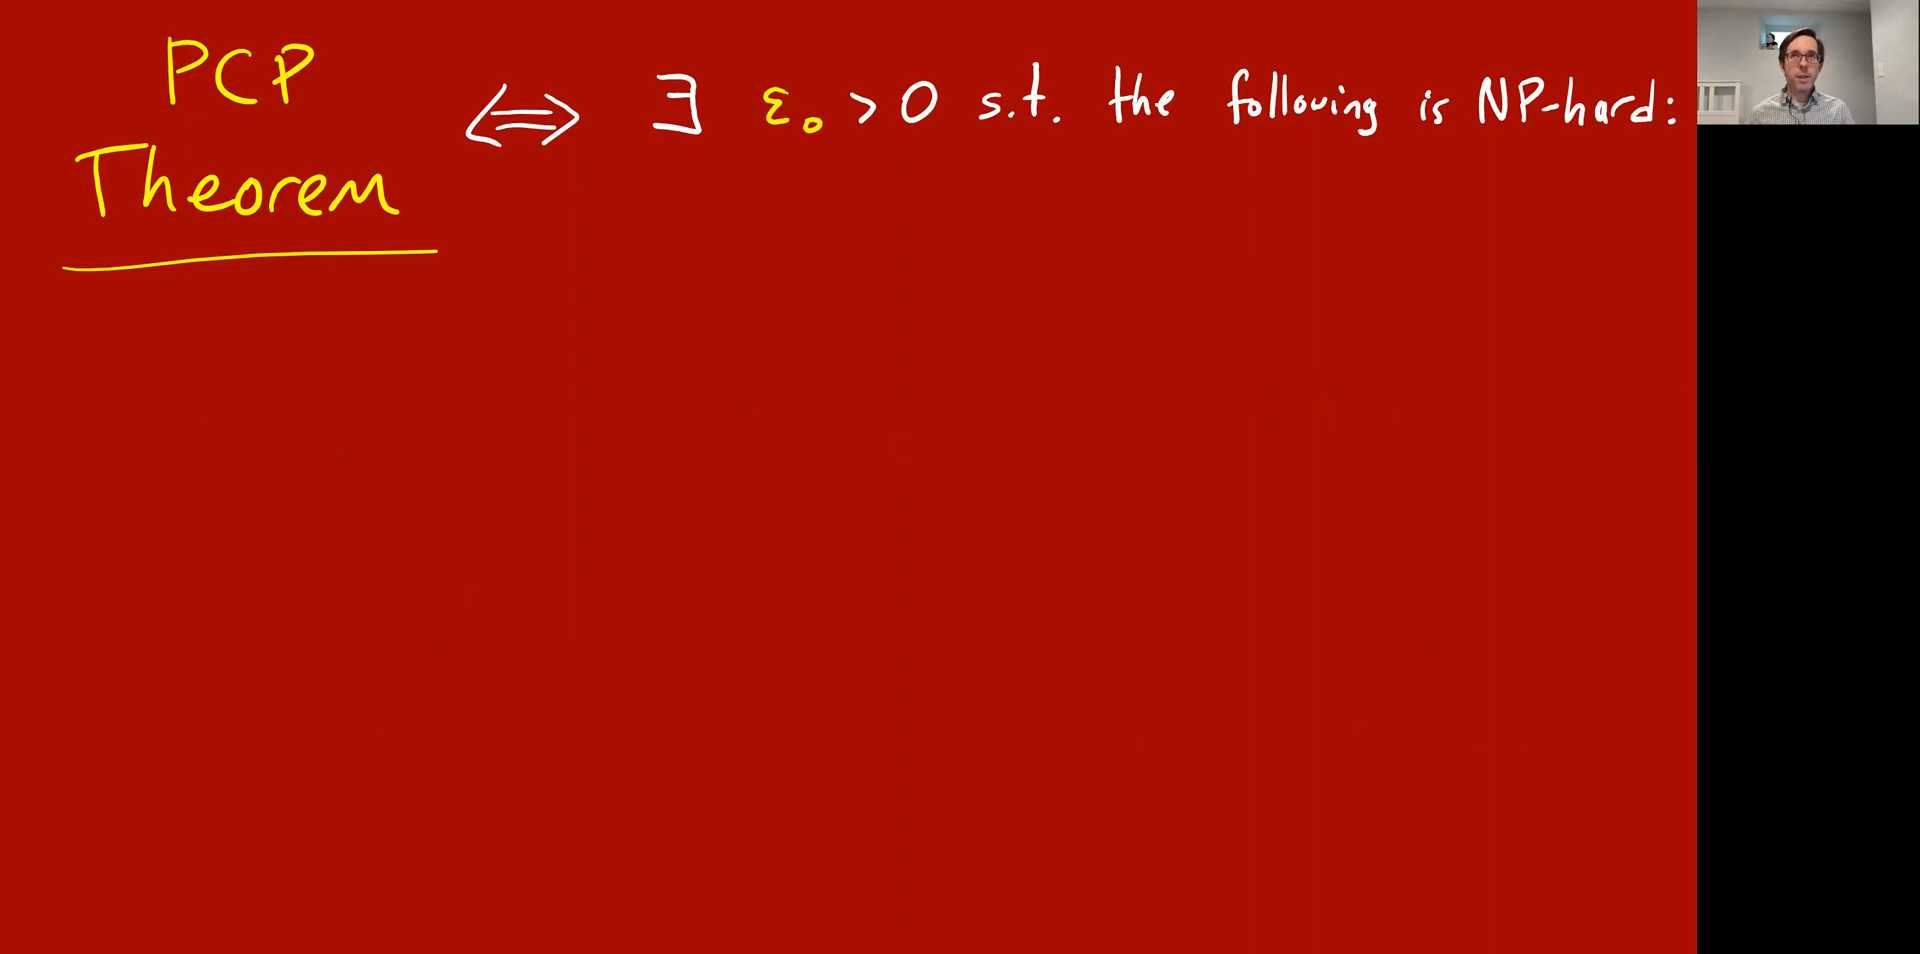 PCP
Theorem
⟺ ∃ ε₀ > 0 s.t. the following is NP-hard: